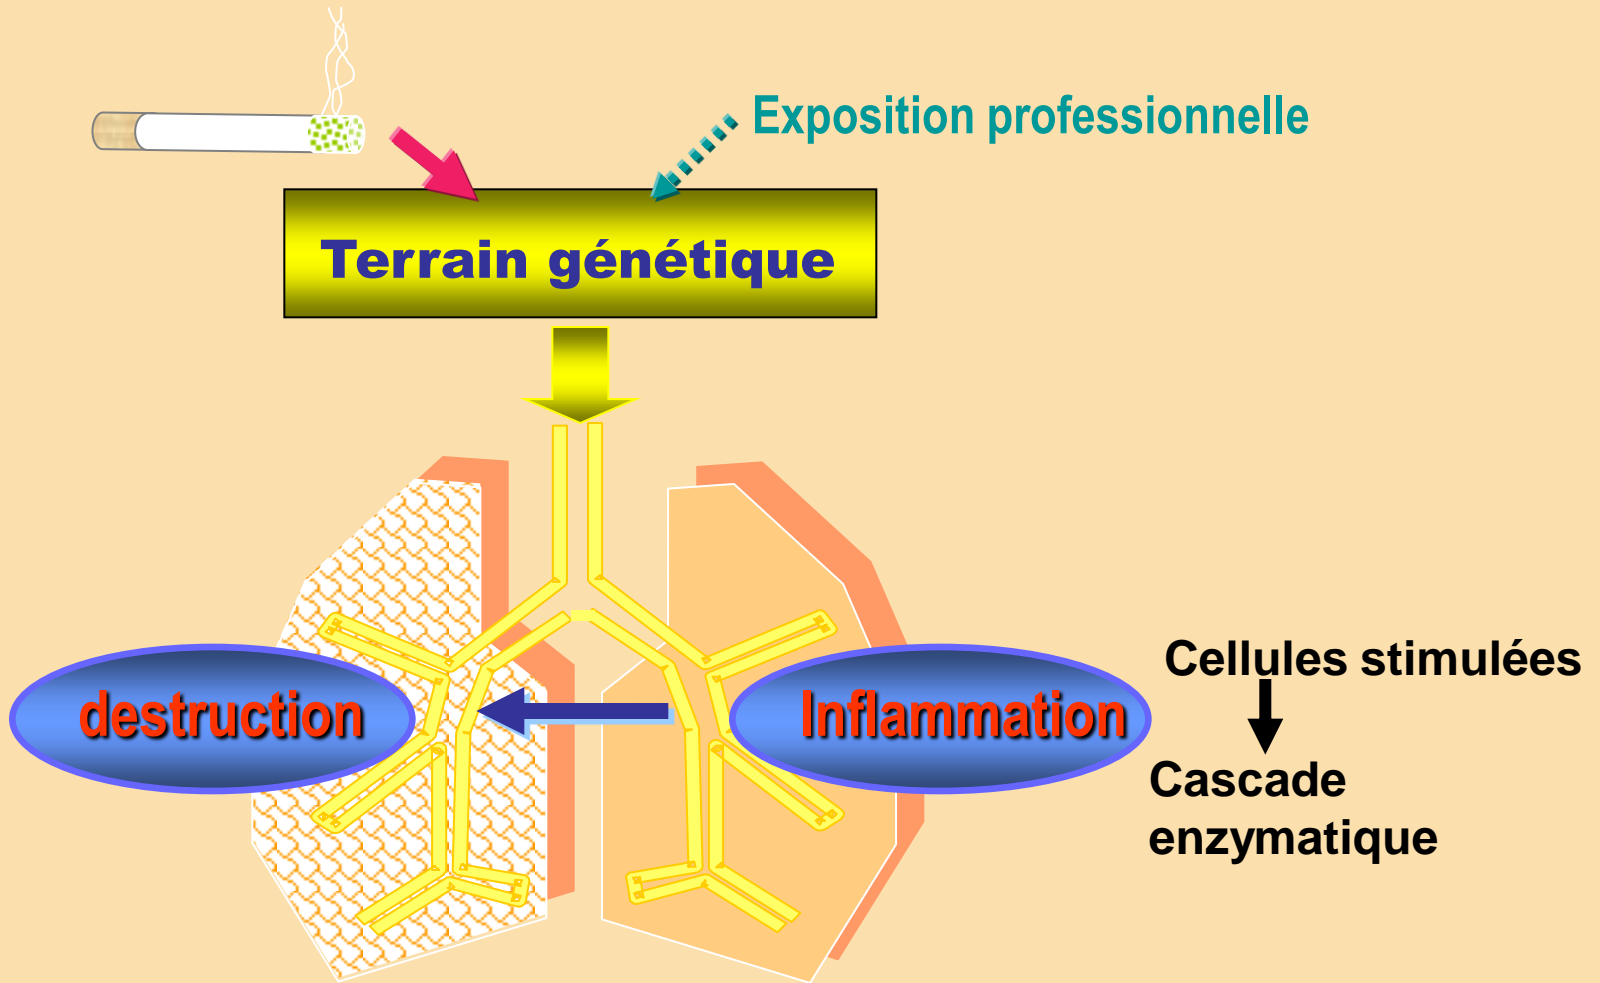 Exposition professionnelle
Terrain génétique
destruction
Inflammation
Cellules stimulées
Cascade
enzymatique